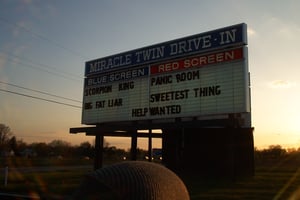 MIRACLE TWIN DRIVE-IN
BLUE SCREEN RED SCREEN
SCORPION KING PANIC ROOM
BIG FAT LIAR SWEETEST THING
HELP WANTED